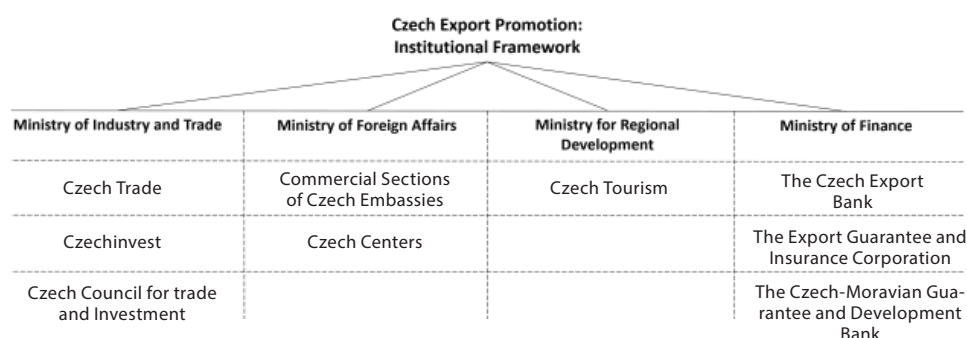 Czech Export Promotion:
Institutional Framework
Ministry of Industry and Trade
Ministry of Foreign Affairs
Ministry for Regional
Development
Ministry of Finance
Czech Trade
Commercial Sections
of Czech Embassies
Czech Tourism
The Czech Export
Bank
Czechinvest
Czech Centers
The Export Guarantee and
Insurance Corporation
Czech Council for trade
and Investment
The Czech-Moravian Gua-
rantee and Development
Bank